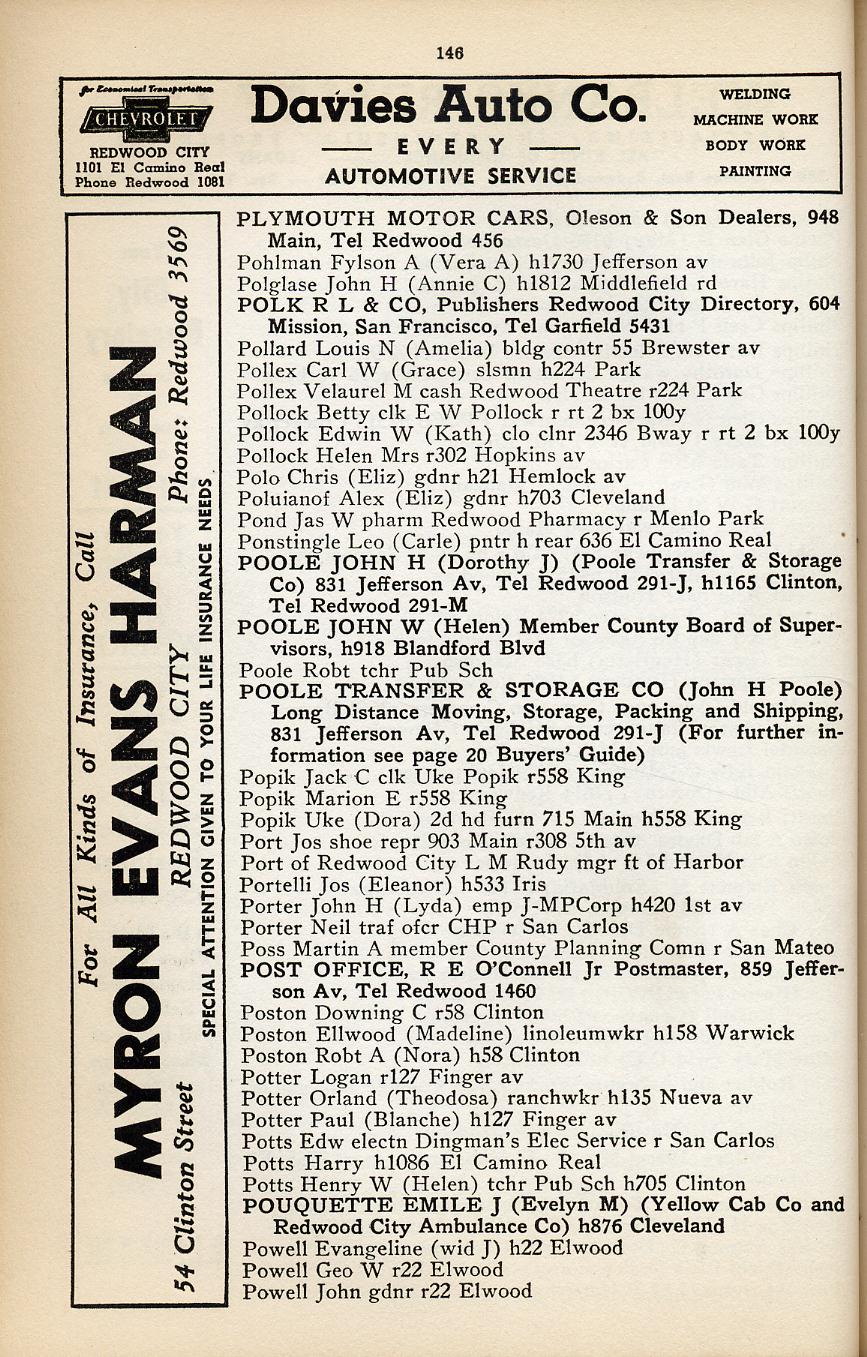 146
for Economical Transportation
CHEVROLET
REDWOOD CITY
1101 El Camino Real
Phone Redwood 1081
Davies Auto Co.
EVERY
AUTOMOTIVE SERVICE
WELDING
MACHINE WORK
BODY WORK
PAINTING
For All Kinds of Insurance, Call
MYRON EVANS HARMAN
54 Clinton Street REDWOOD CITY Phone: Redwood 3569
SPECIAL ATTENTION GIVEN TO YOUR LIFE INSURANCE NEEDS
PLYMOUTH MOTOR CARS, Oleson & Son Dealers, 948
Main, Tel Redwood 456
Pohlman Fylson A (Vera A) h1730 Jefferson av
Polglase John H (Annie C) h1812 Middlefield rd
POLK R L & CO, Publishers Redwood City Directory, 604
Mission, San Francisco, Tel Garfield 5431
Pollard Louis N (Amelia) bldg contr 55 Brewster av
Pollex Carl W (Grace) slsmn h224 Park
Pollex Velaurel M cash Redwood Theatre r224 Park
Pollock Betty clk E W Pollock r rt 2 bx 100y
Pollock Edwin W (Kath) clo clnr 2346 Bway r rt 2 bx 100y
Pollock Helen Mrs r302 Hopkins av
Polo Chris (Eliz) gdnr h21 Hemlock av
Poluianof Alex (Eliz) gdnr h703 Cleveland
Pond Jas W pharm Redwood Pharmacy r Menlo Park
Ponstingle Leo (Carle) pntr h rear 636 El Camino Real
POOLE JOHN H (Dorothy J) (Poole Transfer & Storage
Co) 831 Jefferson Av, Tel Redwood 291-J, h1165 Clinton,
Tel Redwood 291-M
POOLE JOHN W (Helen) Member County Board of Super-
visors, h918 Blandford Blvd
Poole Robt tchr Pub Sch
POOLE TRANSFER & STORAGE CO (John H Poole)
Long Distance Moving, Storage, Packing and Shipping,
831 Jefferson Av, Tel Redwood 291-J (For further in-
formation see page 20 Buyers' Guide)
Popik Jack C clk Uke Popik r558 King
Popik Marion E r558 King
Popik Uke (Dora) 2d hd furn 715 Main h558 King
Port Jos shoe repr 903 Main r308 5th av
Port of Redwood City L M Rudy mgr ft of Harbor
Portelli Jos (Eleanor) h533 Iris
Porter John H (Lyda) emp J-MPCorp h420 1st av
Porter Neil traf ofcr CHP r San Carlos
Poss Martin A member County Planning Comn r San Mateo
POST OFFICE, R E O'Connell Jr Postmaster, 859 Jeffer-
son Av, Tel Redwood 1460
Poston Downing C r58 Clinton
Poston Ellwood (Madeline) linoleumwkr h158 Warwick
Poston Robt A (Nora) h58 Clinton
Potter Logan r127 Finger av
Potter Orland (Theodosa) ranchwkr h135 Nueva av
Potter Paul (Blanche) h127 Finger av
Potts Edw electn Dingman's Elec Service r San Carlos
Potts Harry h1086 El Camino Real
Potts Henry W (Helen) tchr Pub Sch h705 Clinton
POUQUETTE EMILE J (Evelyn M) (Yellow Cab Co and
Redwood City Ambulance Co) h876 Cleveland
Powell Evangeline (wid J) h22 Elwood
Powell Geo W r22 Elwood
Powell John gdnr r22 Elwood